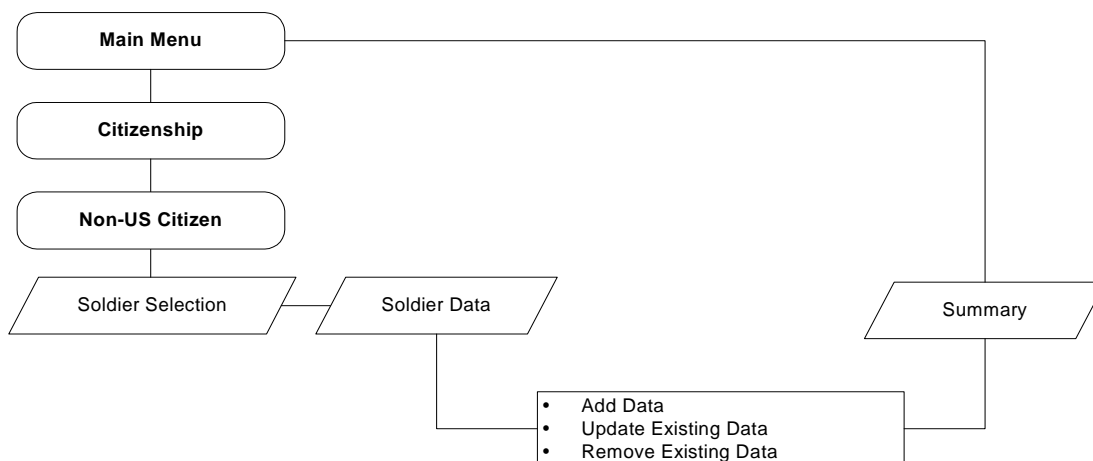 Main Menu
Citizenship
Non-US Citizen
Soldier Selection
Soldier Data
Summary
• Add Data
• Update Existing Data
• Remove Existing Data